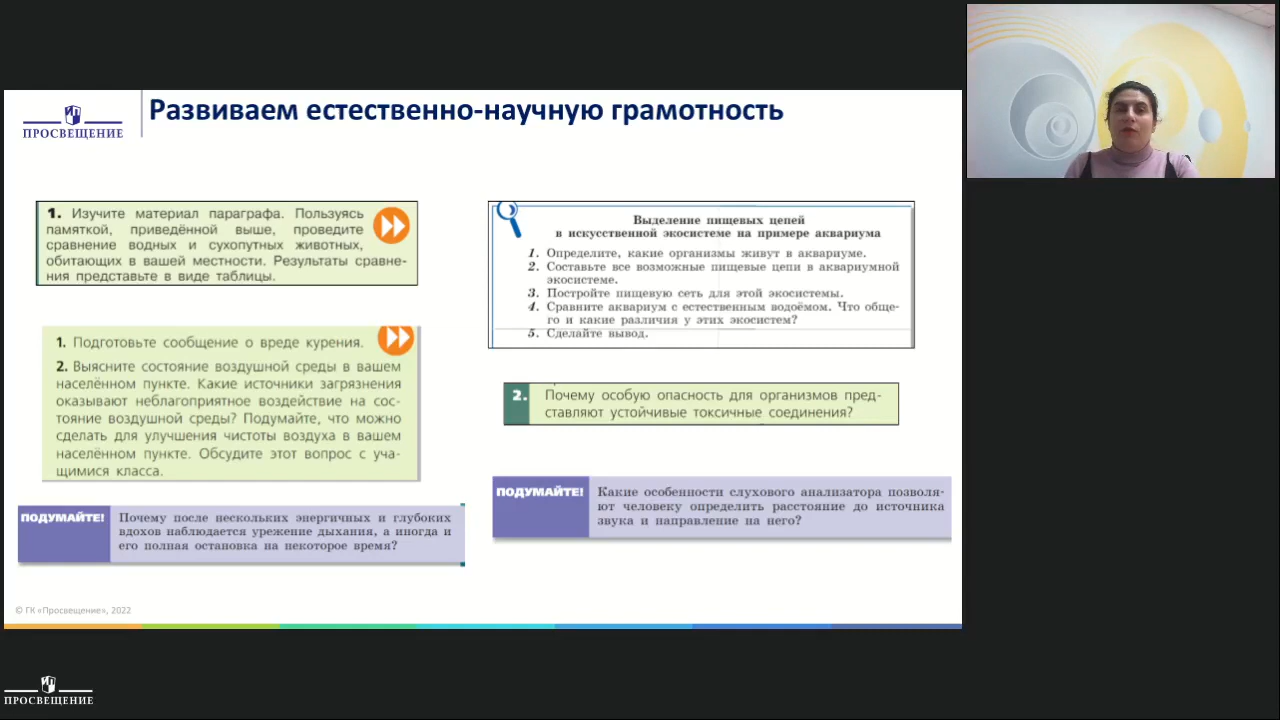 Развиваем естественно-научную грамотность
ПРОСВЕЩЕНИЕ
1. Изучите материал параграфа. Пользуясь
памяткой, приведённой выше, проведите
сравнение водных и сухопутных животных,
обитающих в вашей местности. Результаты сравне-
ния представьте в виде таблицы.
1. Подготовьте сообщение о вреде курения.
2. Выясните состояние воздушной среды в вашем
населённом пункте. Какие источники загрязнения
оказывают неблагоприятное воздействие на сос-
тояние воздушной среды? Подумайте, что можно
сделать для улучшения чистоты воздуха в вашем
населённом пункте. Обсудите этот вопрос с уча-
щимися класса.
ПОДУМАЙТЕ!
Почему после нескольких энергичных и глубоких
вдохов наблюдается урежение дыхания, а иногда и
его полная остановка на некоторое время?
Выделение пищевых цепей
в искусственной экосистеме на примере аквариума
1. Определите, какие организмы живут в аквариуме.
2. Составьте все возможные пищевые цепи в аквариумной
экосистеме.
3. Постройте пищевую сеть для этой экосистемы.
4. Сравните аквариум с естественным водоёмом. Что обще-
го и какие различия у этих экосистем?
5. Сделайте вывод.
2. Почему особую опасность для организмов пред-
ставляют устойчивые токсичные соединения?
ПОДУМАЙТЕ!
Какие особенности слухового анализатора позволя-
ют человеку определить расстояние до источника
звука и направление на него?
© ГК «Просвещение», 2022
ПРОСВЕЩЕНИЕ